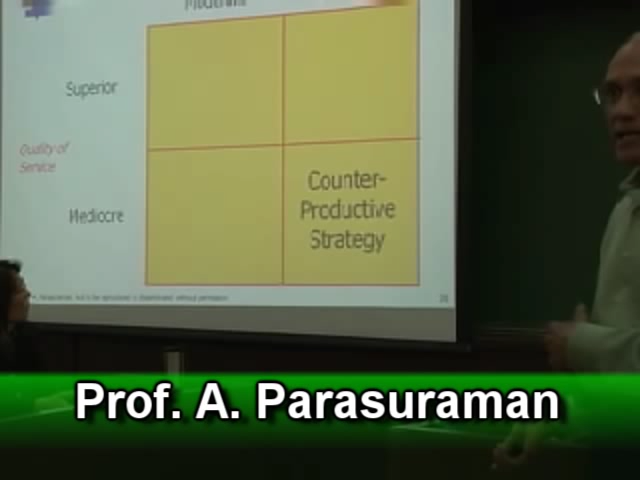 Superior
Quality of
Service
Mediocre
Counter-
Productive
Strategy
Prof. A. Parasuraman